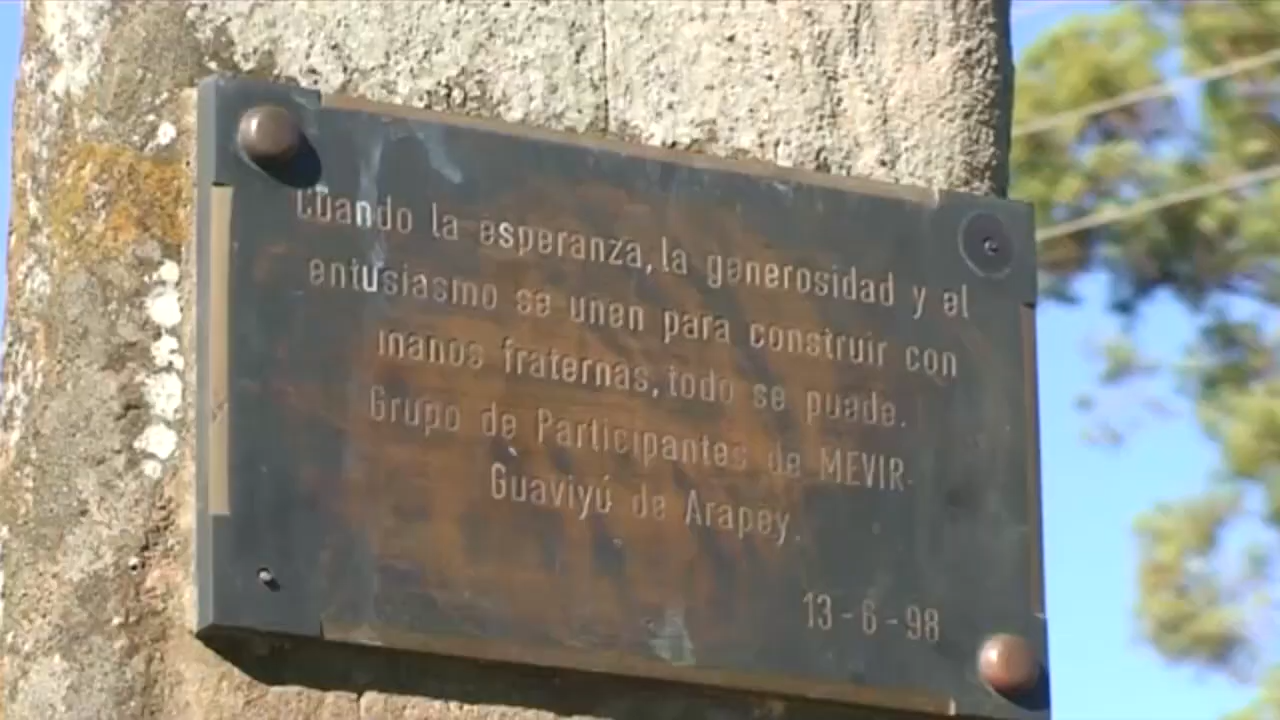 Cuando la esperanza, la generosidad y el
entusiasmo se unen para construir con
manos fraternas, todo se puede.
Grupo de Participantes de MEVIR-
Guaviyú de Arapey.
13-6-98